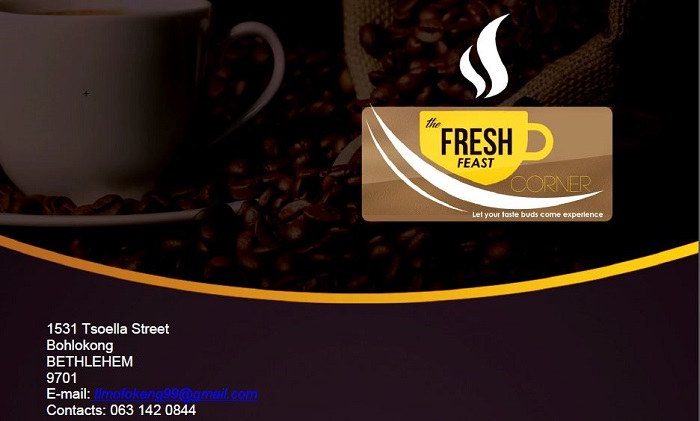 the
FRESH
FEAST
CORNER
Let your taste buds come experience
1531 Tsoella Street
Bohlokong
BETHLEHEM
9701
E-mail: tlmofokeng99@gmail.com
Contacts: 063 142 0844